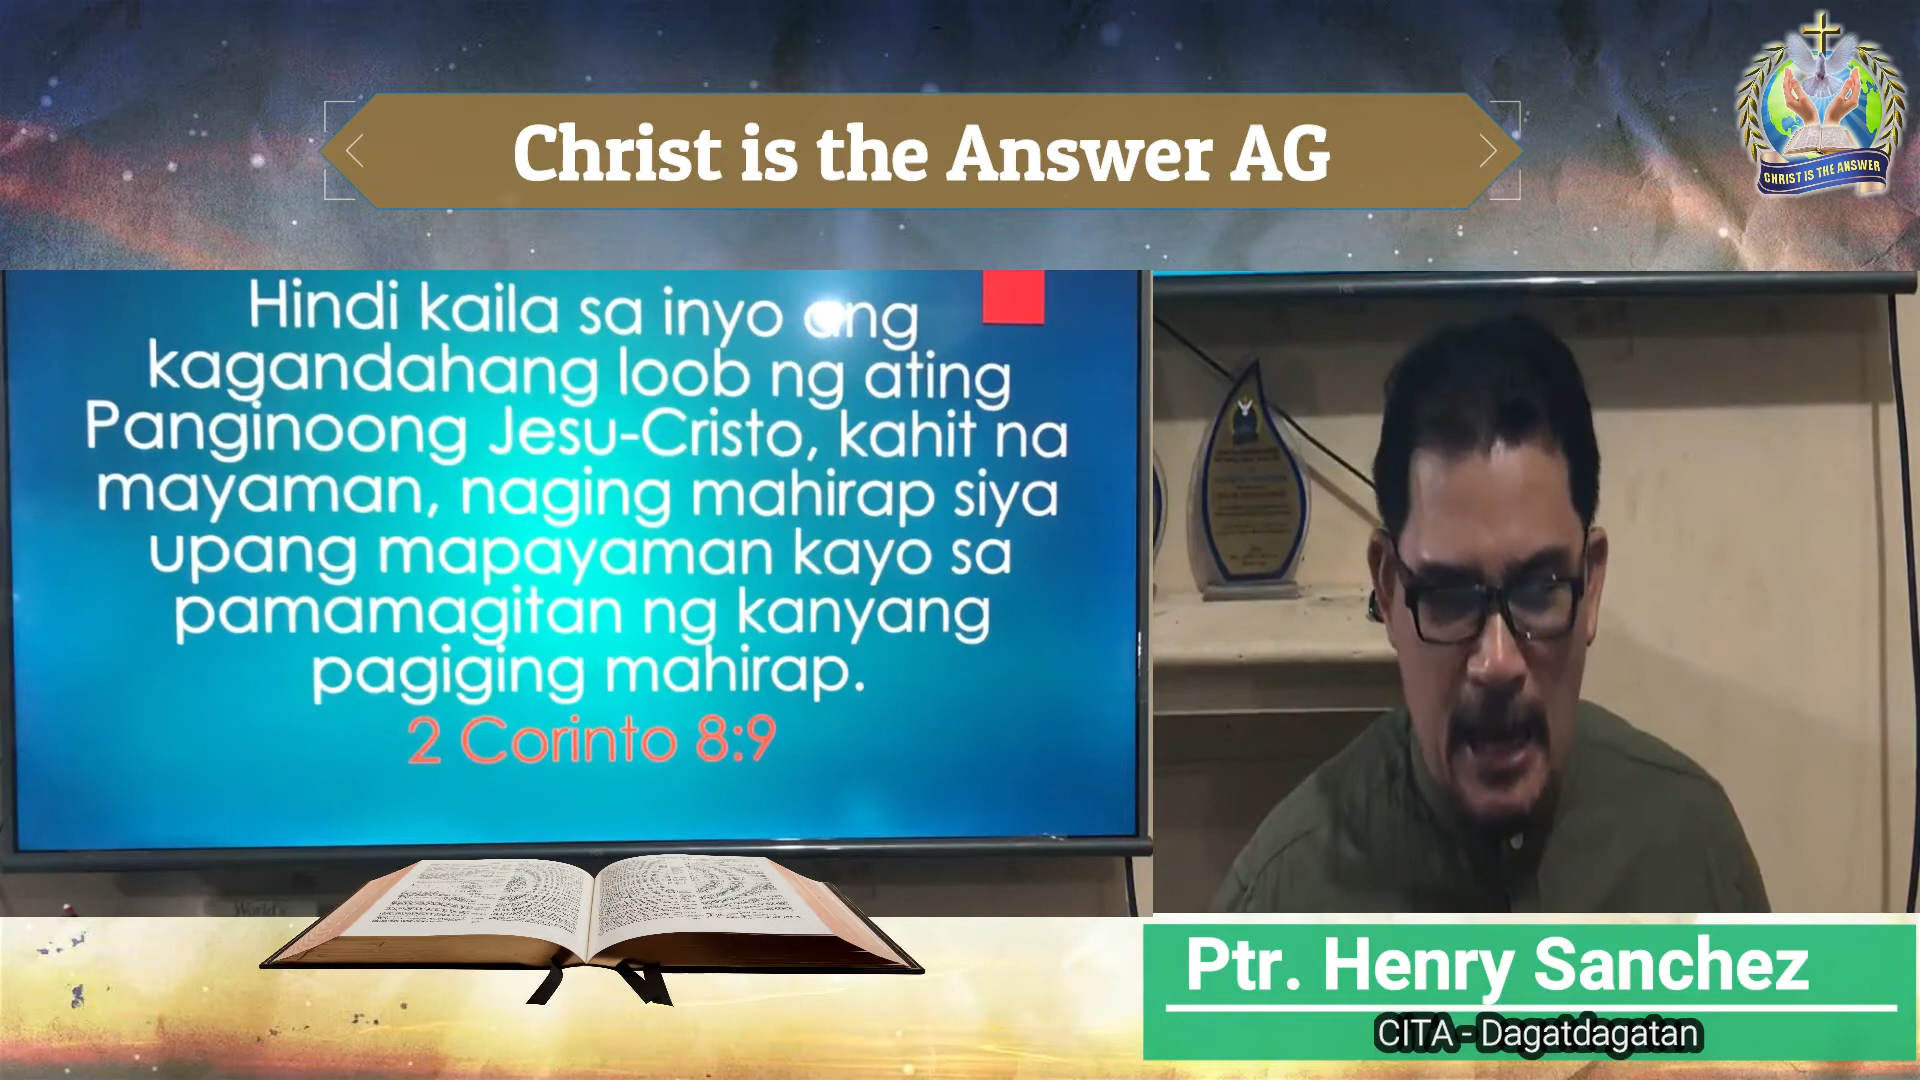 Christ is the Answer AG
CHRIST IS THE ANSWER
Hindi kaila sa inyo ang
kagandahang loob ng ating
Panginoong Jesu-Cristo, kahit na
mayaman, naging mahirap siya
upang mapayaman kayo sa
pamamagitan ng kanyang
pagiging mahirap.
2 Corinto 8:9
Ptr. Henry Sanchez
CITA - Dagatdagatan